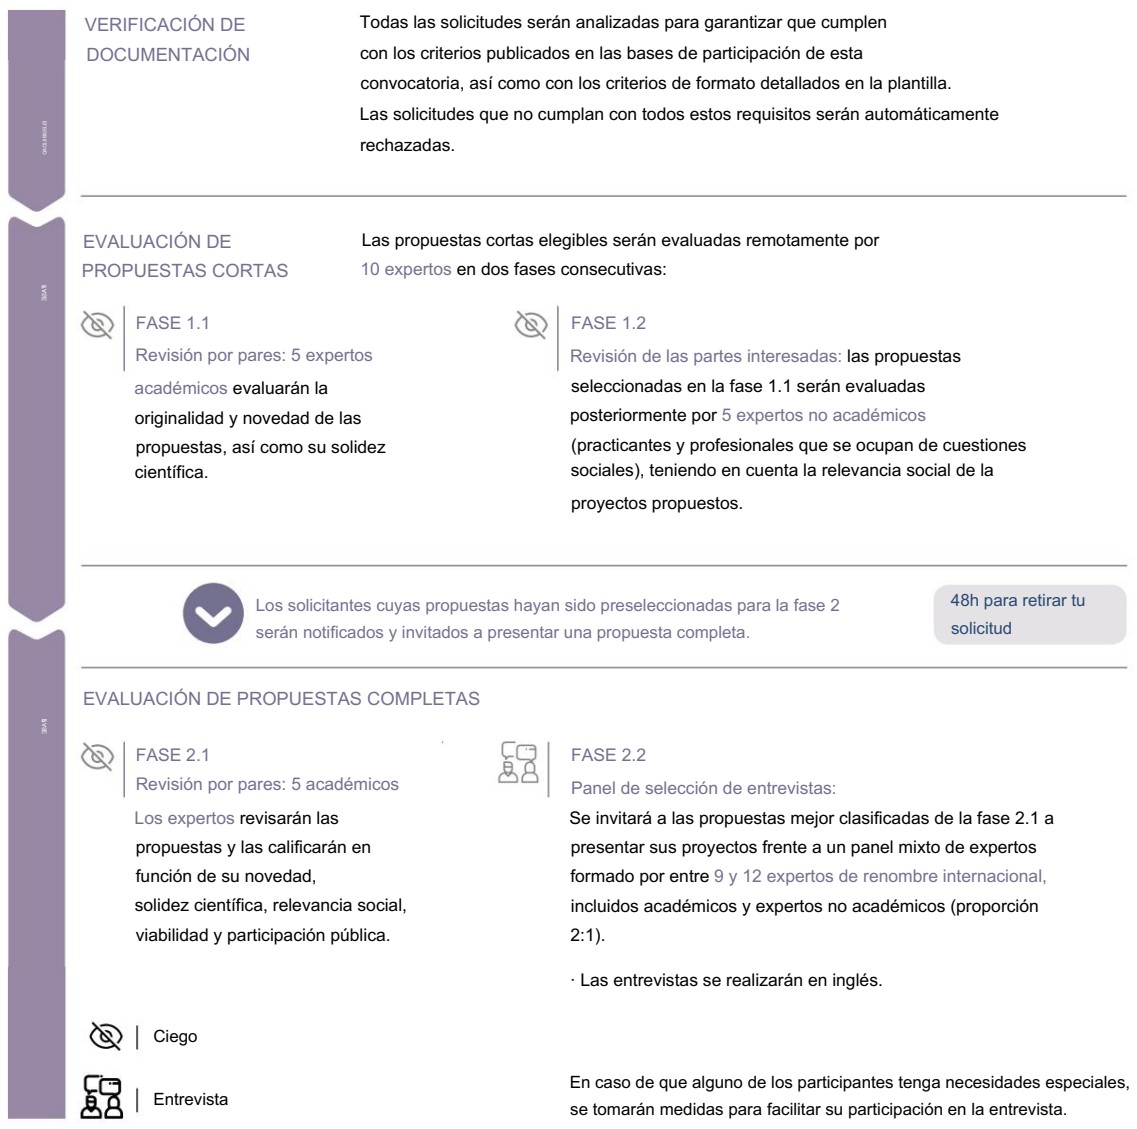 VERIFICACIÓN DE
DOCUMENTACIÓN
Todas las solicitudes serán analizadas para garantizar que cumplen
con los criterios publicados en las bases de participación de esta
convocatoria, así como con los criterios de formato detallados en la plantilla.
Las solicitudes que no cumplan con todos estos requisitos serán automáticamente
rechazadas.
EVALUACIÓN DE
PROPUESTAS CORTAS
Las propuestas cortas elegibles serán evaluadas remotamente por
10 expertos en dos fases consecutivas:
FASE 1.1
Revisión por pares: 5 expertos
académicos evaluarán la
originalidad y novedad de las
propuestas, así como su solidez
científica.
FASE 1.2
Revisión de las partes interesadas: las propuestas
seleccionadas en la fase 1.1 serán evaluadas
posteriormente por 5 expertos no académicos
(practicantes y profesionales que se ocupan de cuestiones
sociales), teniendo en cuenta la relevancia social de la
proyectos propuestos.
Los solicitantes cuyas propuestas hayan sido preseleccionadas para la fase 2
serán notificados y invitados a presentar una propuesta completa.
48h para retirar tu
solicitud
EVALUACIÓN DE PROPUESTAS COMPLETAS
FASE 2.1
Revisión por pares: 5 académicos
Los expertos revisarán las
propuestas y las calificarán en
función de su novedad,
solidez científica, relevancia social,
viabilidad y participación pública.
FASE 2.2
Panel de selección de entrevistas:
Se invitará a las propuestas mejor clasificadas de la fase 2.1 a
presentar sus proyectos frente a un panel mixto de expertos
formado por entre 9 y 12 expertos de renombre internacional,
incluidos académicos y expertos no académicos (proporción
2:1).
· Las entrevistas se realizarán en inglés.
Ciego
Entrevista
En caso de que alguno de los participantes tenga necesidades especiales,
se tomarán medidas para facilitar su participación en la entrevista.